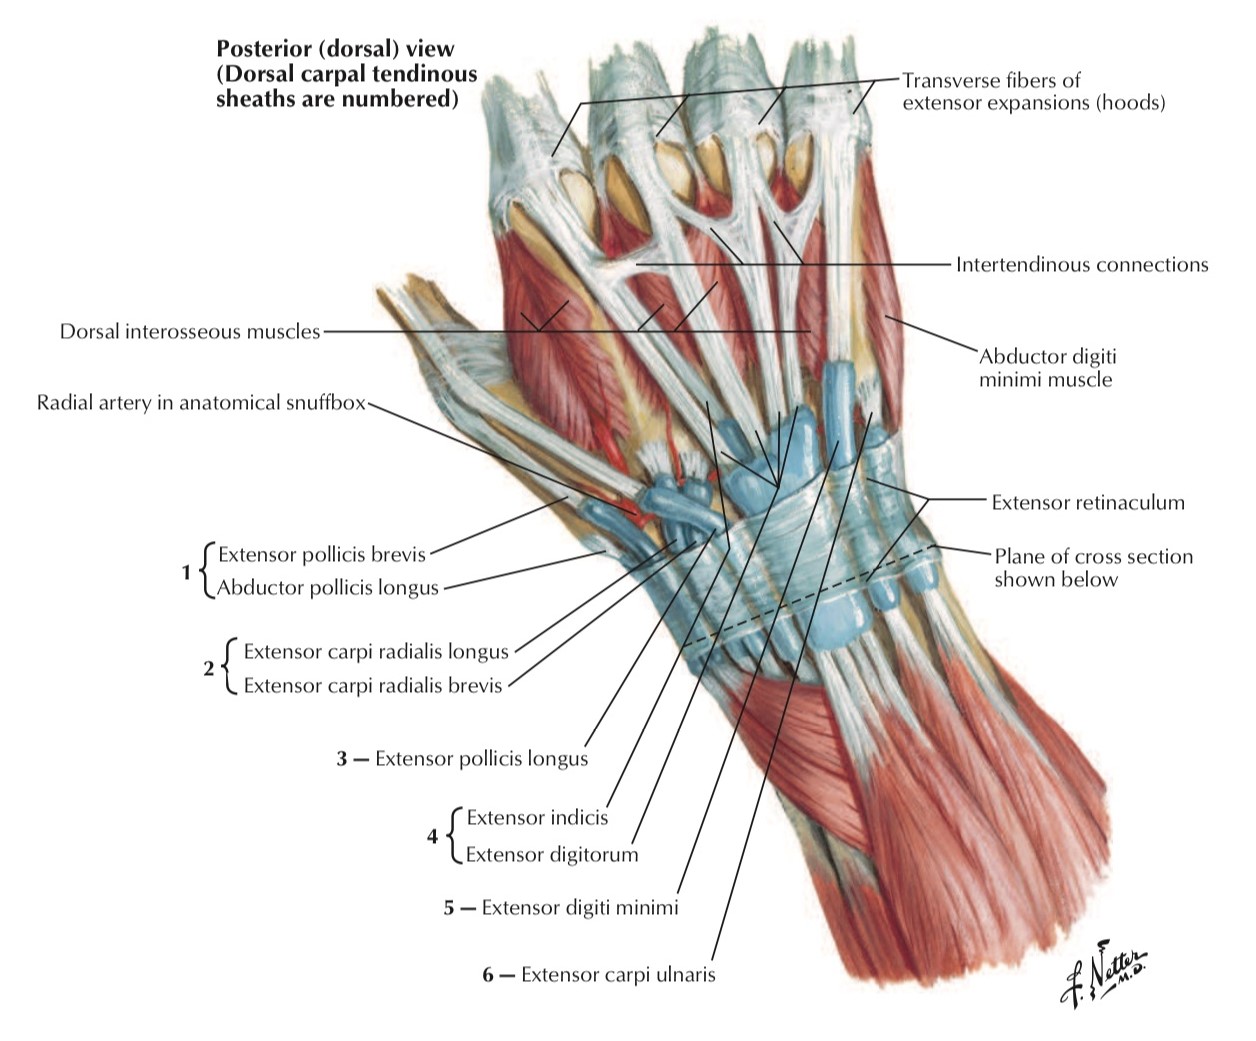 Posterior (dorsal) view
(Dorsal carpal tendinous
sheaths are numbered)
Transverse fibers of
extensor expansions (hoods)
Intertendinous connections
Dorsal interosseous muscles
Abductor digiti
minimi muscle
Radial artery in anatomical snuffbox
Extensor retinaculum
Plane of cross section
shown below
1
Extensor pollicis brevis
Abductor pollicis longus
2
Extensor carpi radialis longus
Extensor carpi radialis brevis
3 — Extensor pollicis longus
4
Extensor indicis
Extensor digitorum
5 — Extensor digiti minimi
6 — Extensor carpi ulnaris
F. Netter
M.D.